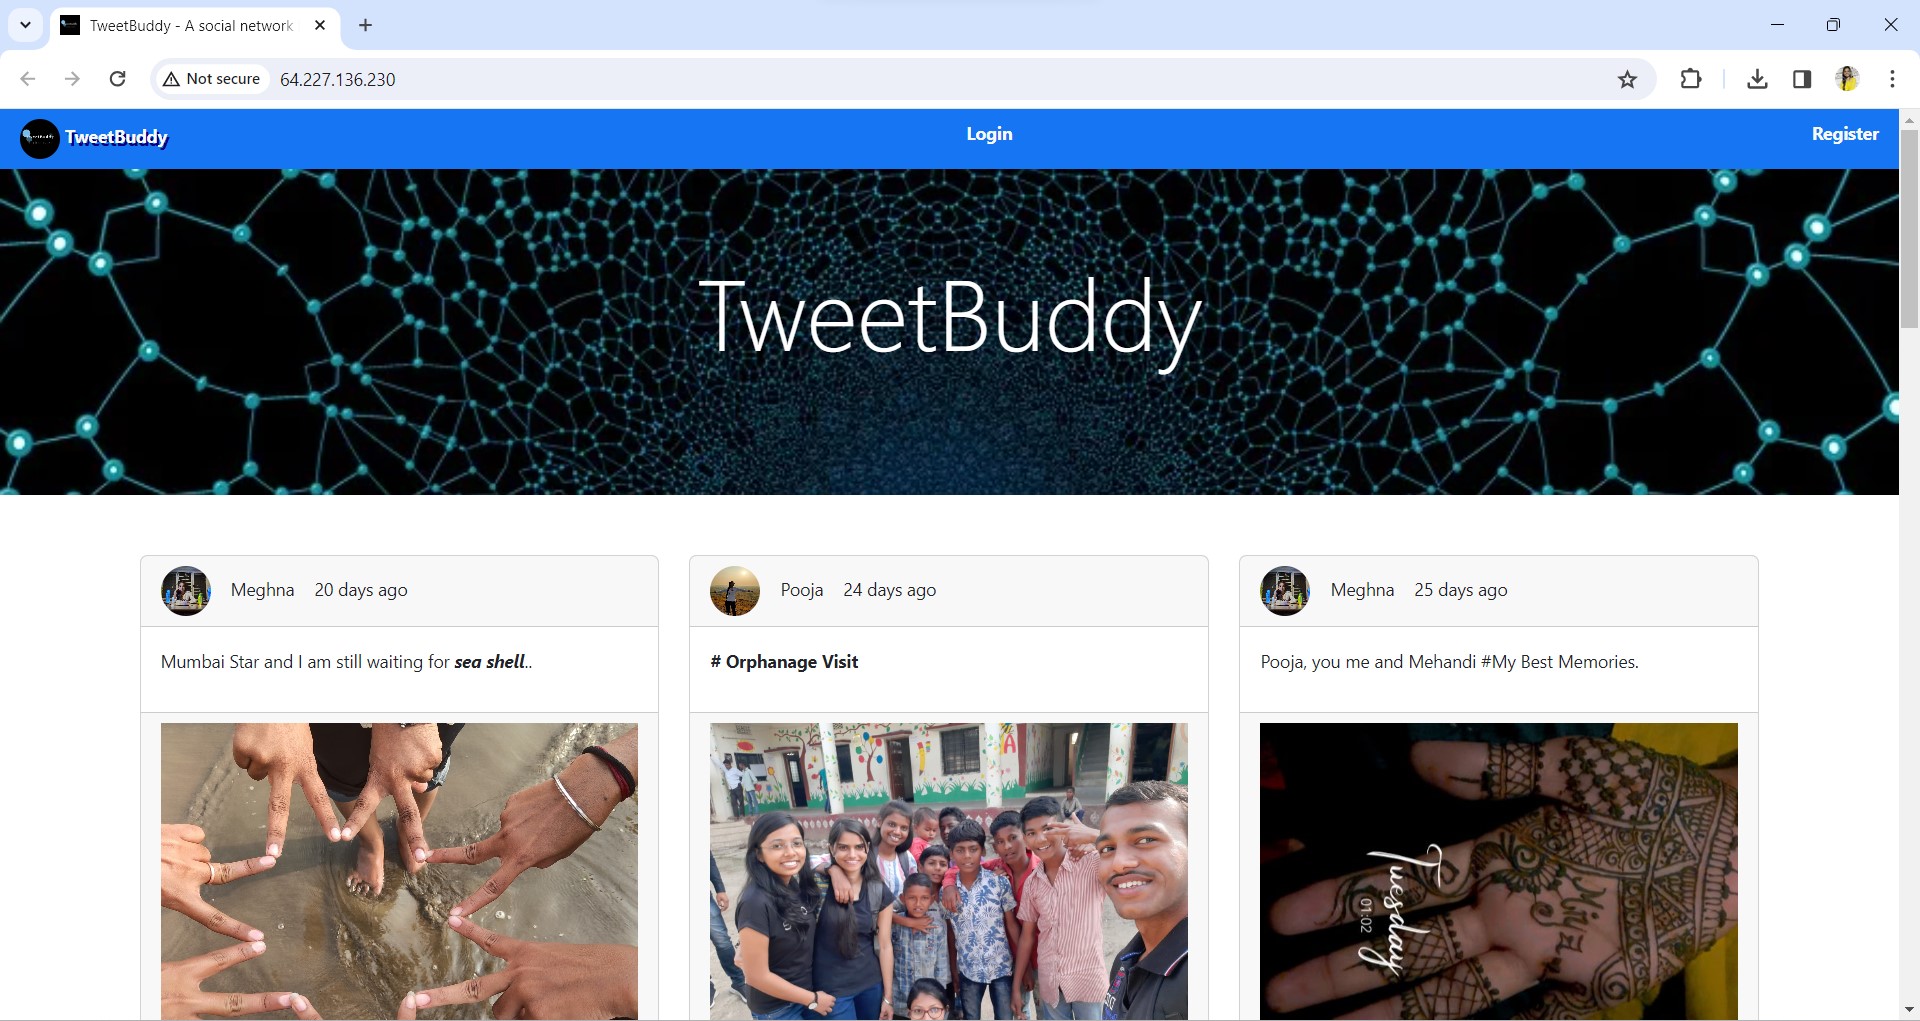 TweetBuddy - A social network
Not secure
64.227.136.230
TweetBuddy
Login
Register
TweetBuddy
Meghna 20 days ago
Mumbai Star and I am still waiting for sea shell..
Pooja 24 days ago
# Orphanage Visit
A
Meghna 25 days ago
Pooja, you me and Mehandi #My Best Memories.
Tuesday
01:02